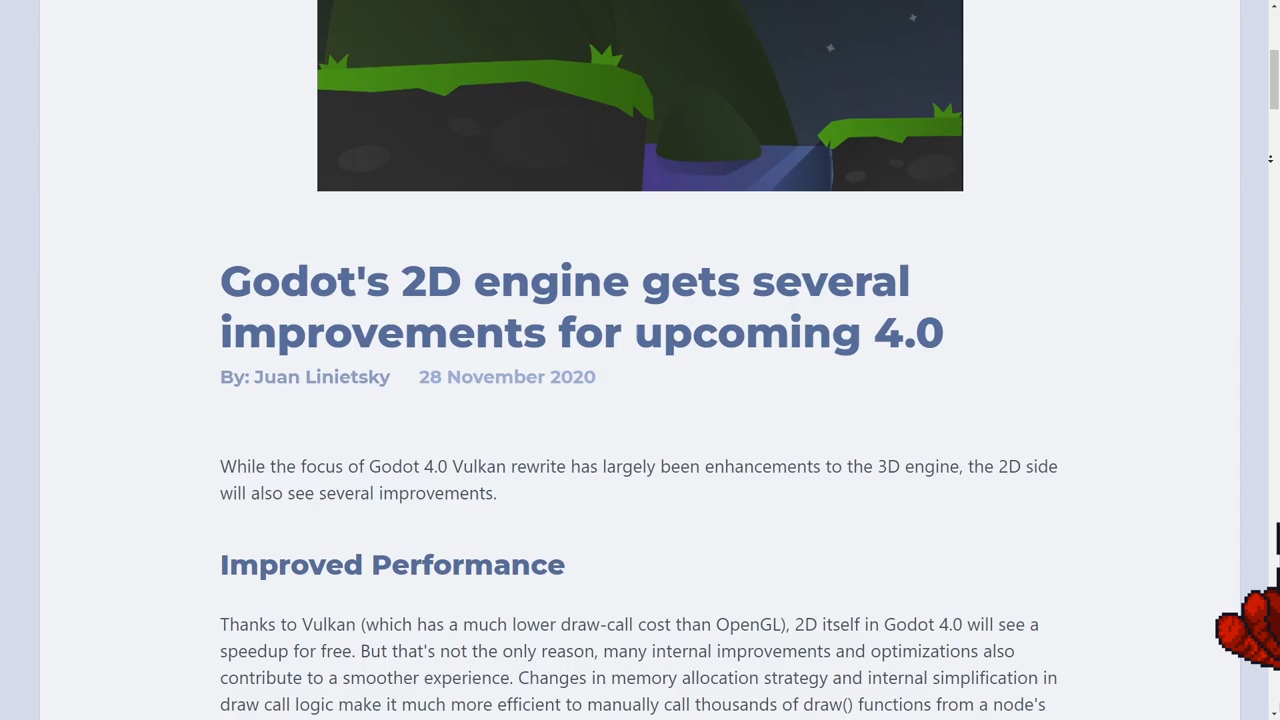 Godot's 2D engine gets several
improvements for upcoming 4.0
By: Juan Linietsky 28 November 2020
While the focus of Godot 4.0 Vulkan rewrite has largely been enhancements to the 3D engine, the 2D side
will also see several improvements.
Improved Performance
Thanks to Vulkan (which has a much lower draw-call cost than OpenGL), 2D itself in Godot 4.0 will see a
speedup for free. But that's not the only reason, many internal improvements and optimizations also
contribute to a smoother experience. Changes in memory allocation strategy and internal simplification in
draw call logic make it much more efficient to manually call thousands of draw() functions from a node's